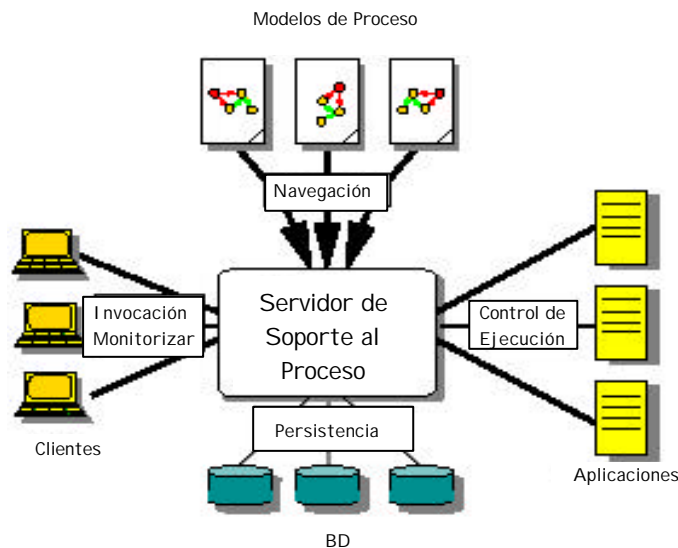 Modelos de Proceso
Navegación
Servidor de
Soporte al
Proceso
Invocación
Monitorizar
Control de
Ejecución
Persistencia
Clientes
Aplicaciones
BD